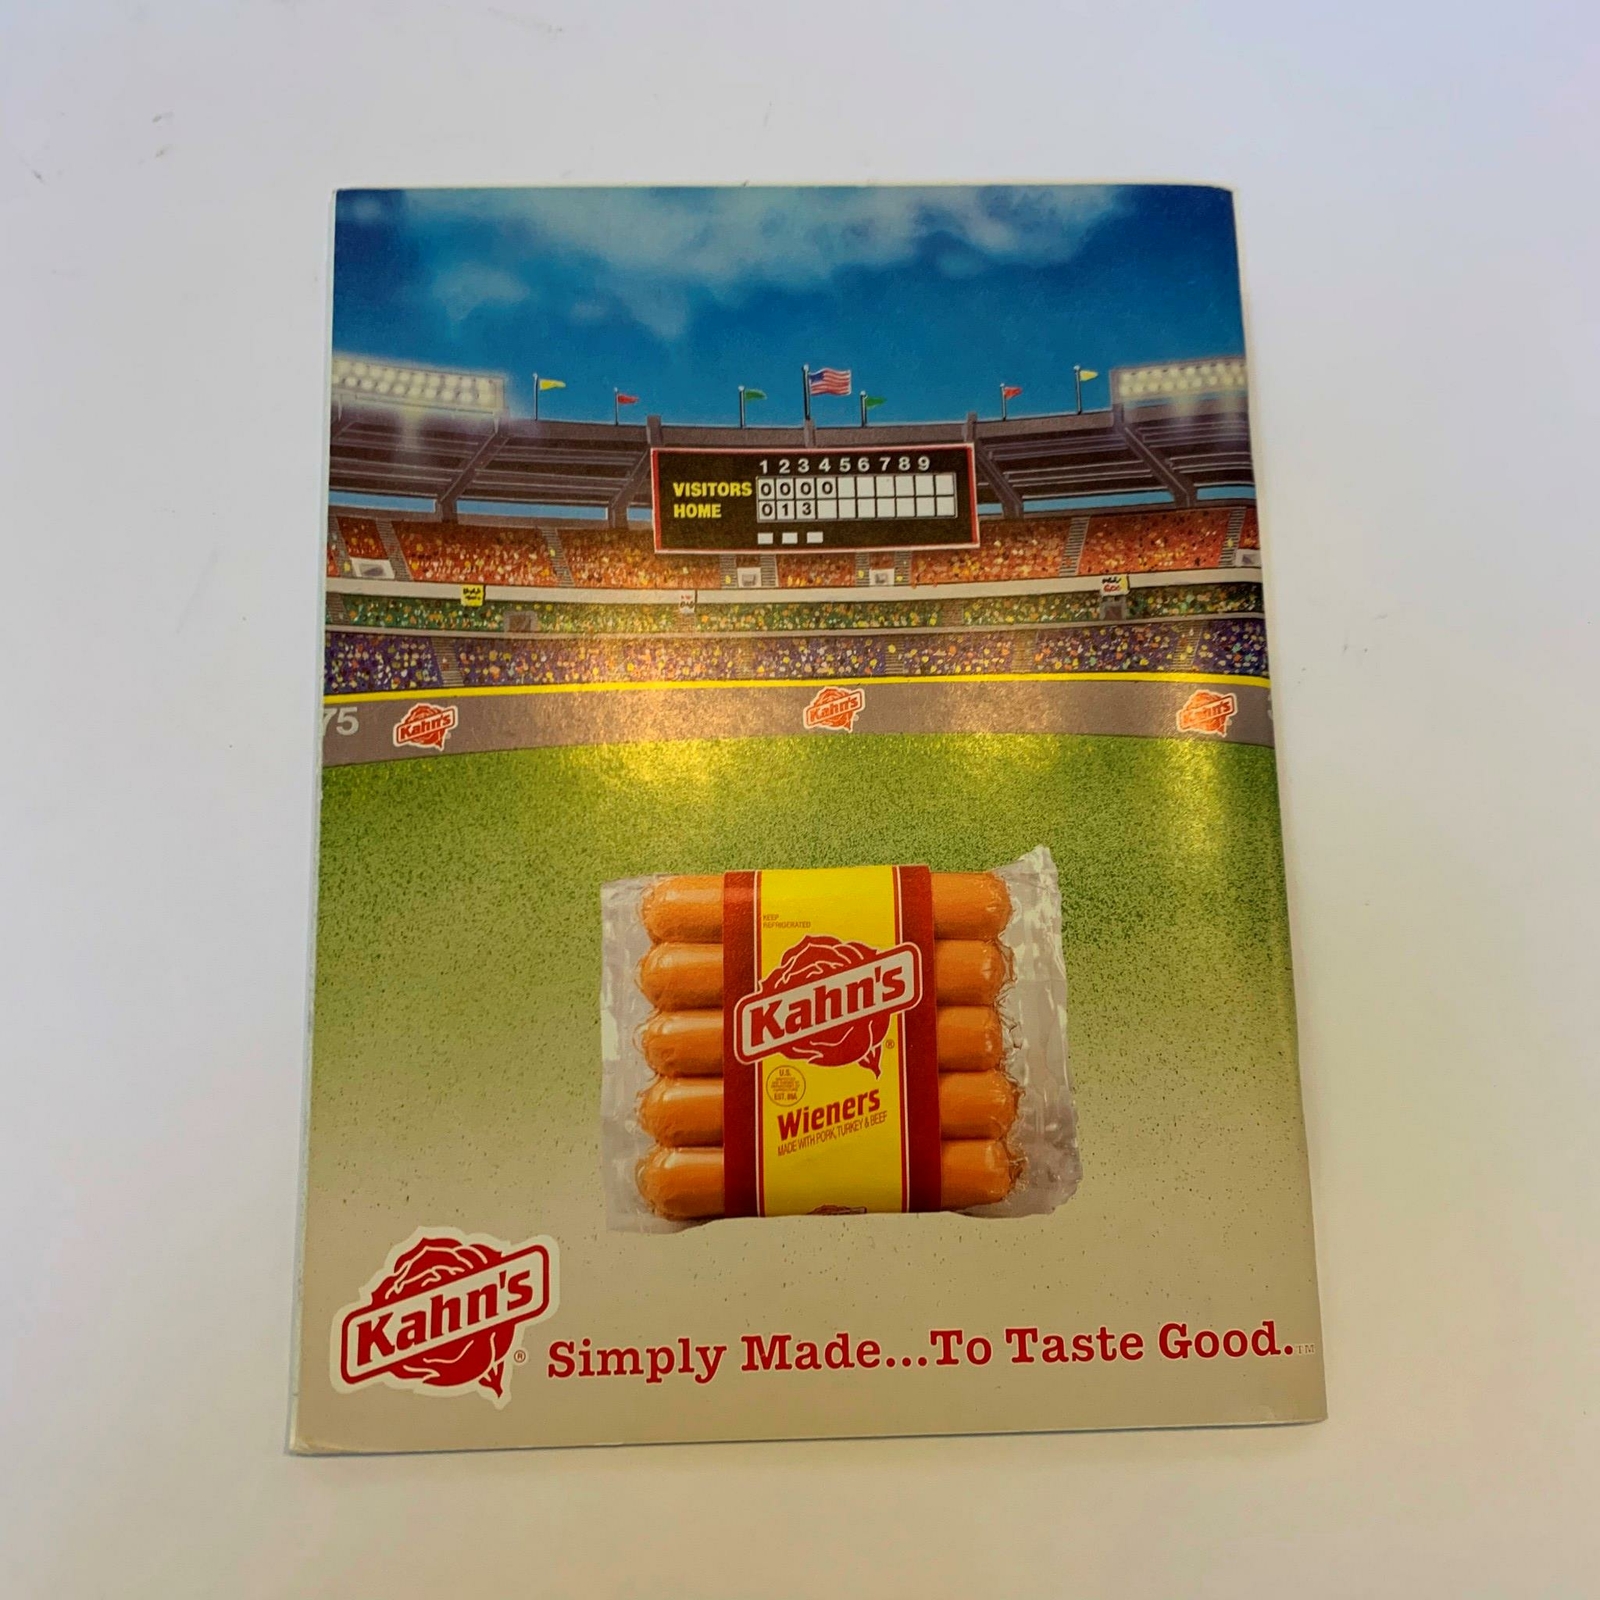 1 2 3 4 5 6 7 8 9
VISITORS 0 0 0 0
HOME 0 1 3
75
Kahn's
Kahn's
Kahn's
KEEP
REFRIGERATED
Kahn's
®
U.S.
Wieners
MADE WITH PORK, TURKEY & BEEF
Kahn's
®
Simply Made...To Taste Good.™